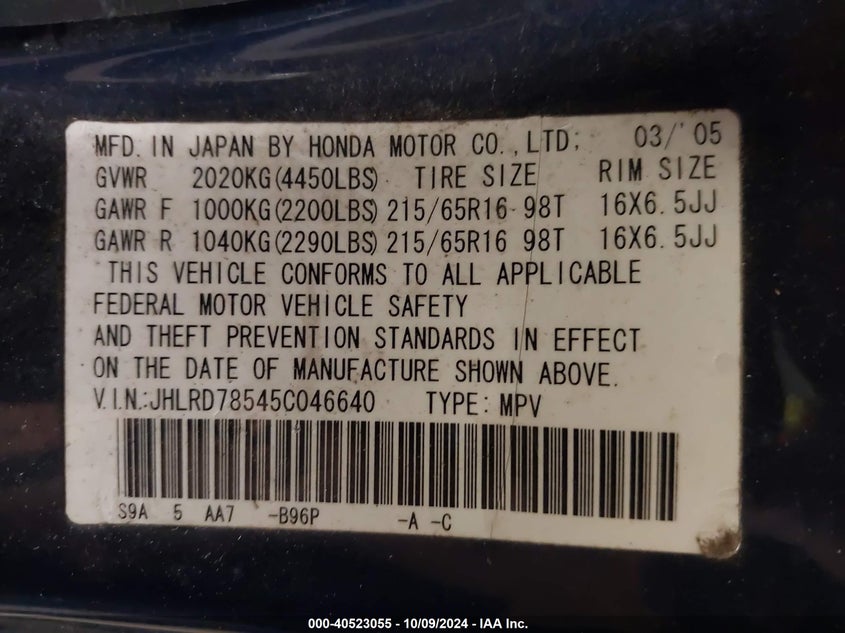 MFD. IN JAPAN BY HONDA MOTOR CO., LTD; 03/'05
GVWR 2020KG(4450LBS) TIRE SIZE RIM SIZE
GAWR F 1000KG(2200LBS) 215/65R16 98T 16X6.5JJ
GAWR R 1040KG(2290LBS) 215/65R16 98T 16X6.5JJ
THIS VEHICLE CONFORMS TO ALL APPLICABLE
FEDERAL MOTOR VEHICLE SAFETY
AND THEFT PREVENTION STANDARDS IN EFFECT
ON THE DATE OF MANUFACTURE SHOWN ABOVE.
V.I.N.:JHLRD78545C046640 TYPE: MPV
S9A 5 AA7 -B96P -A -C
000-40523055 - 10/09/2024 - IAA Inc.